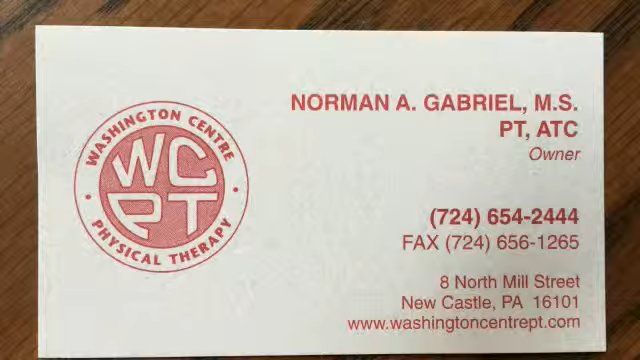 WASHINGTON CENTRE
WC
PT
PHYSICAL THERAPY
NORMAN A. GABRIEL, M.S.
PT, ATC
Owner
(724) 654-2444
FAX (724) 656-1265
8 North Mill Street
New Castle, PA 16101
www.washingtoncentrept.com